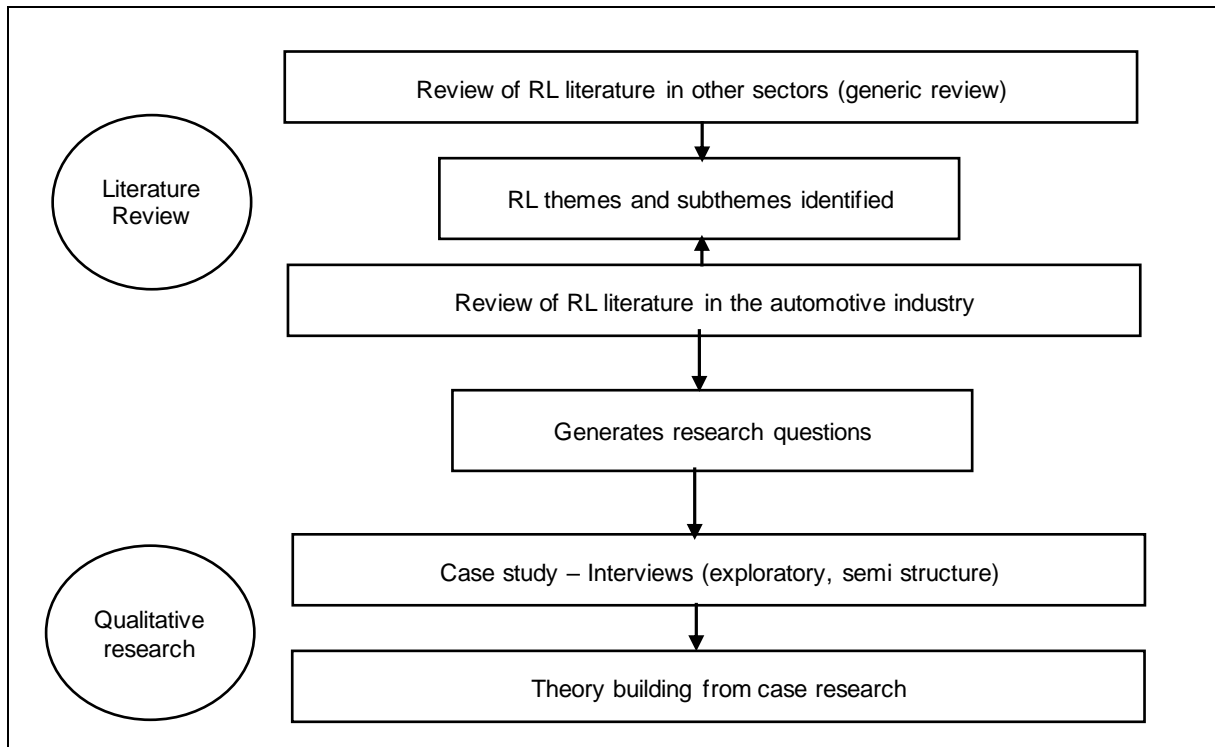 Review of RL literature in other sectors (generic review)
Literature
Review
RL themes and subthemes identified
Review of RL literature in the automotive industry
Generates research questions
Case study – Interviews (exploratory, semi structure)
Qualitative
research
Theory building from case research